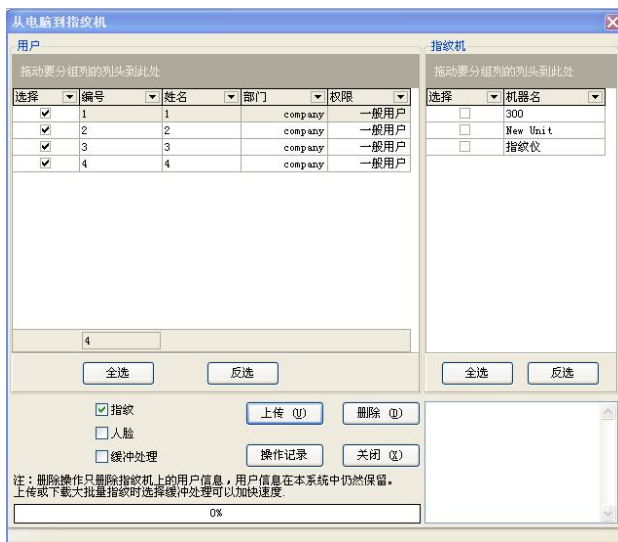 从电脑到指纹机
用户
拖动要分组列的列头到此处
选择 编号 姓名 部门 权限
1 1 company 一般用户
2 2 company 一般用户
3 3 company 一般用户
4 4 company 一般用户
4
全选 反选
指纹机
拖动要分组列的列头到此处
选择 机器名
300
New Unit
指纹仪
全选 反选
指纹
人脸
缓冲处理
上传 (U) 删除 (D)
操作记录 关闭 (X)
注：删除操作只删除指纹机上的用户信息，用户信息在本系统中仍然保留。
上传或下载大批量指纹时选择缓冲处理可以加快速度.
0%